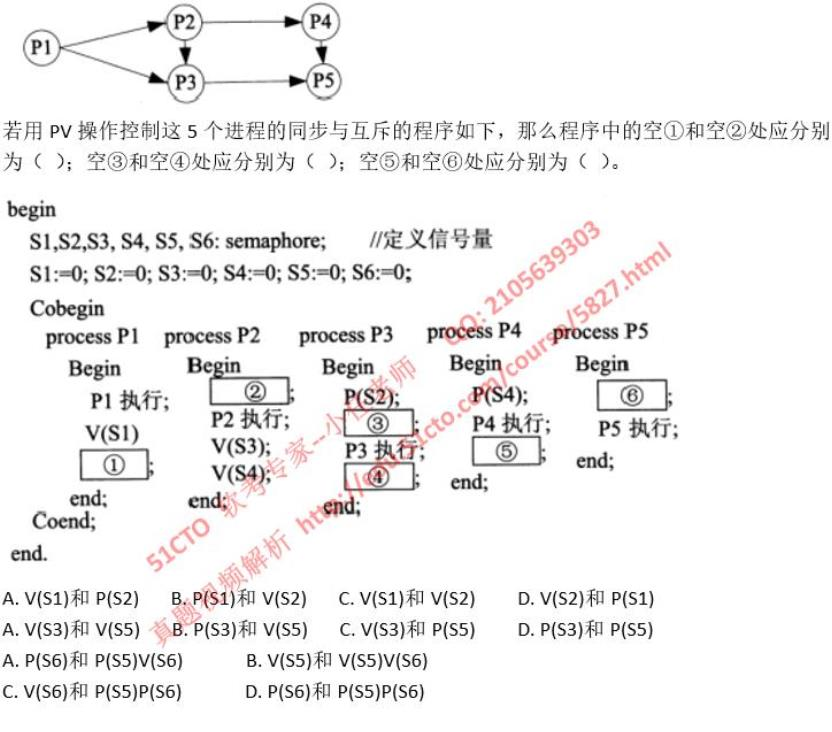 P1 P2 P4
P3 P5
若用 PV 操作控制这 5 个进程的同步与互斥的程序如下，那么程序中的空①和空②处应分别
为（ ）；空③和空④处应分别为（ ）；空⑤和空⑥处应分别为（ ）。
begin
S1,S2,S3, S4, S5, S6: semaphore; //定义信号量
S1:=0; S2:=0; S3:=0; S4:=0; S5:=0; S6:=0;
Cobegin
process P1 process P2 process P3 process P4 process P5
Begin Begin Begin Begin Begin
P1 执行; ②; P(S2); P(S4); ⑥;
V(S1) P2 执行; ③; P4 执行; P5 执行;
①; V(S3); P3 执行; ⑤; end;
V(S4); ④; end;
end; end; end;
Coend;
end.
A. V(S1)和 P(S2) B. P(S1)和 V(S2) C. V(S1)和 V(S2) D. V(S2)和 P(S1)
A. V(S3)和 V(S5) B. P(S3)和 V(S5) C. V(S3)和 P(S5) D. P(S3)和 P(S5)
A. P(S6)和 P(S5)V(S6) B. V(S5)和 V(S5)V(S6)
C. V(S6)和 P(S5)P(S6) D. P(S6)和 P(S5)P(S6)
51CTO 软考专家--小任老师 QQ: 2105639303
真题视频解析 http://edu.51cto.com/course/5827.html